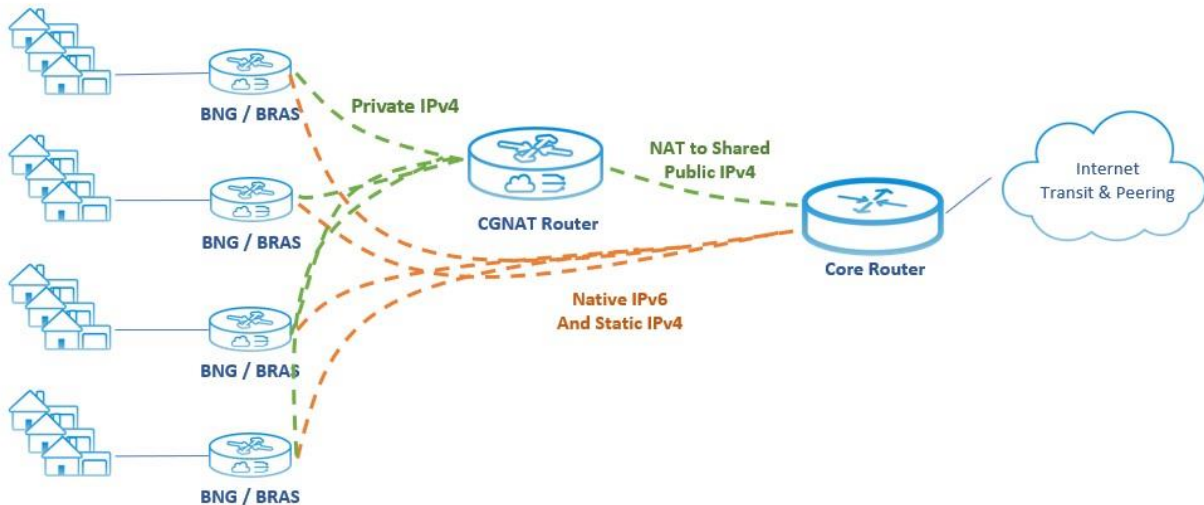 BNG / BRAS
Private IPv4
BNG / BRAS
CGNAT Router
NAT to Shared
Public IPv4
Core Router
Internet
Transit & Peering
BNG / BRAS
Native IPv6
And Static IPv4
BNG / BRAS